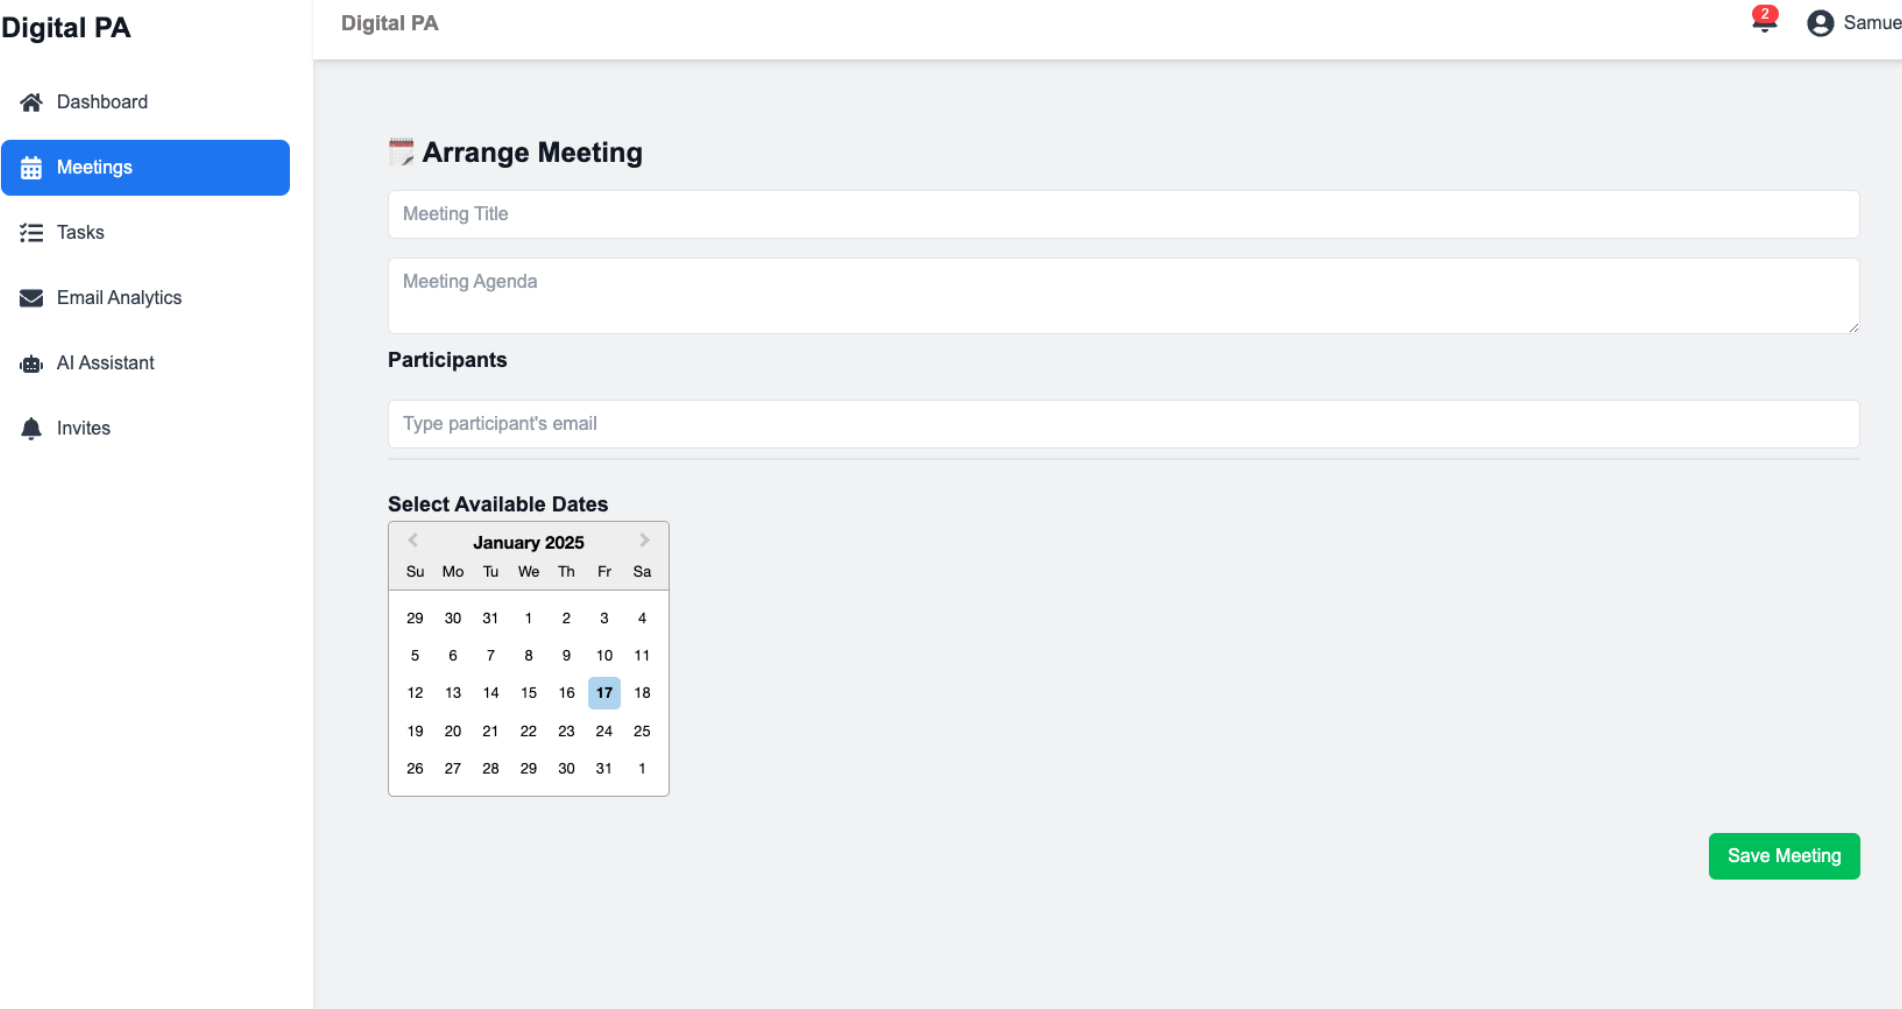 Digital PA
Dashboard
Meetings
Tasks
Email Analytics
AI Assistant
Invites
Digital PA
2
Samue
Arrange Meeting
Meeting Title
Meeting Agenda
Participants
Type participant's email
Select Available Dates
January 2025
Su Mo Tu We Th Fr Sa
29 30 31 1 2 3 4
5 6 7 8 9 10 11
12 13 14 15 16 17 18
19 20 21 22 23 24 25
26 27 28 29 30 31 1
Save Meeting